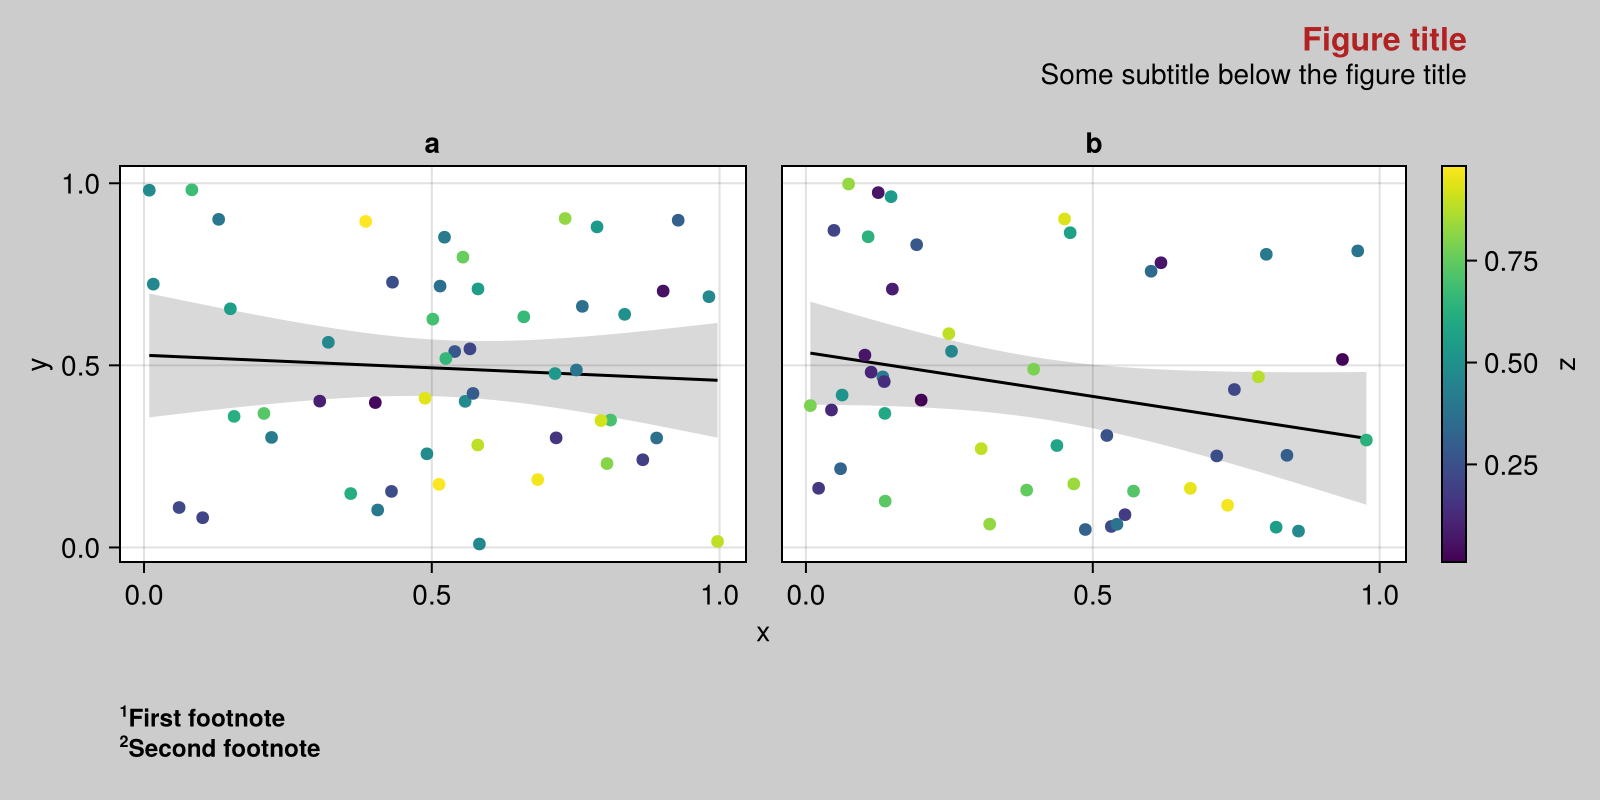 Figure title
Some subtitle below the figure title
a
b
1.0
0.5
0.0
y
0.0 0.5 1.0
0.0 0.5 1.0
x
0.75
0.50
0.25
z
¹First footnote
²Second footnote